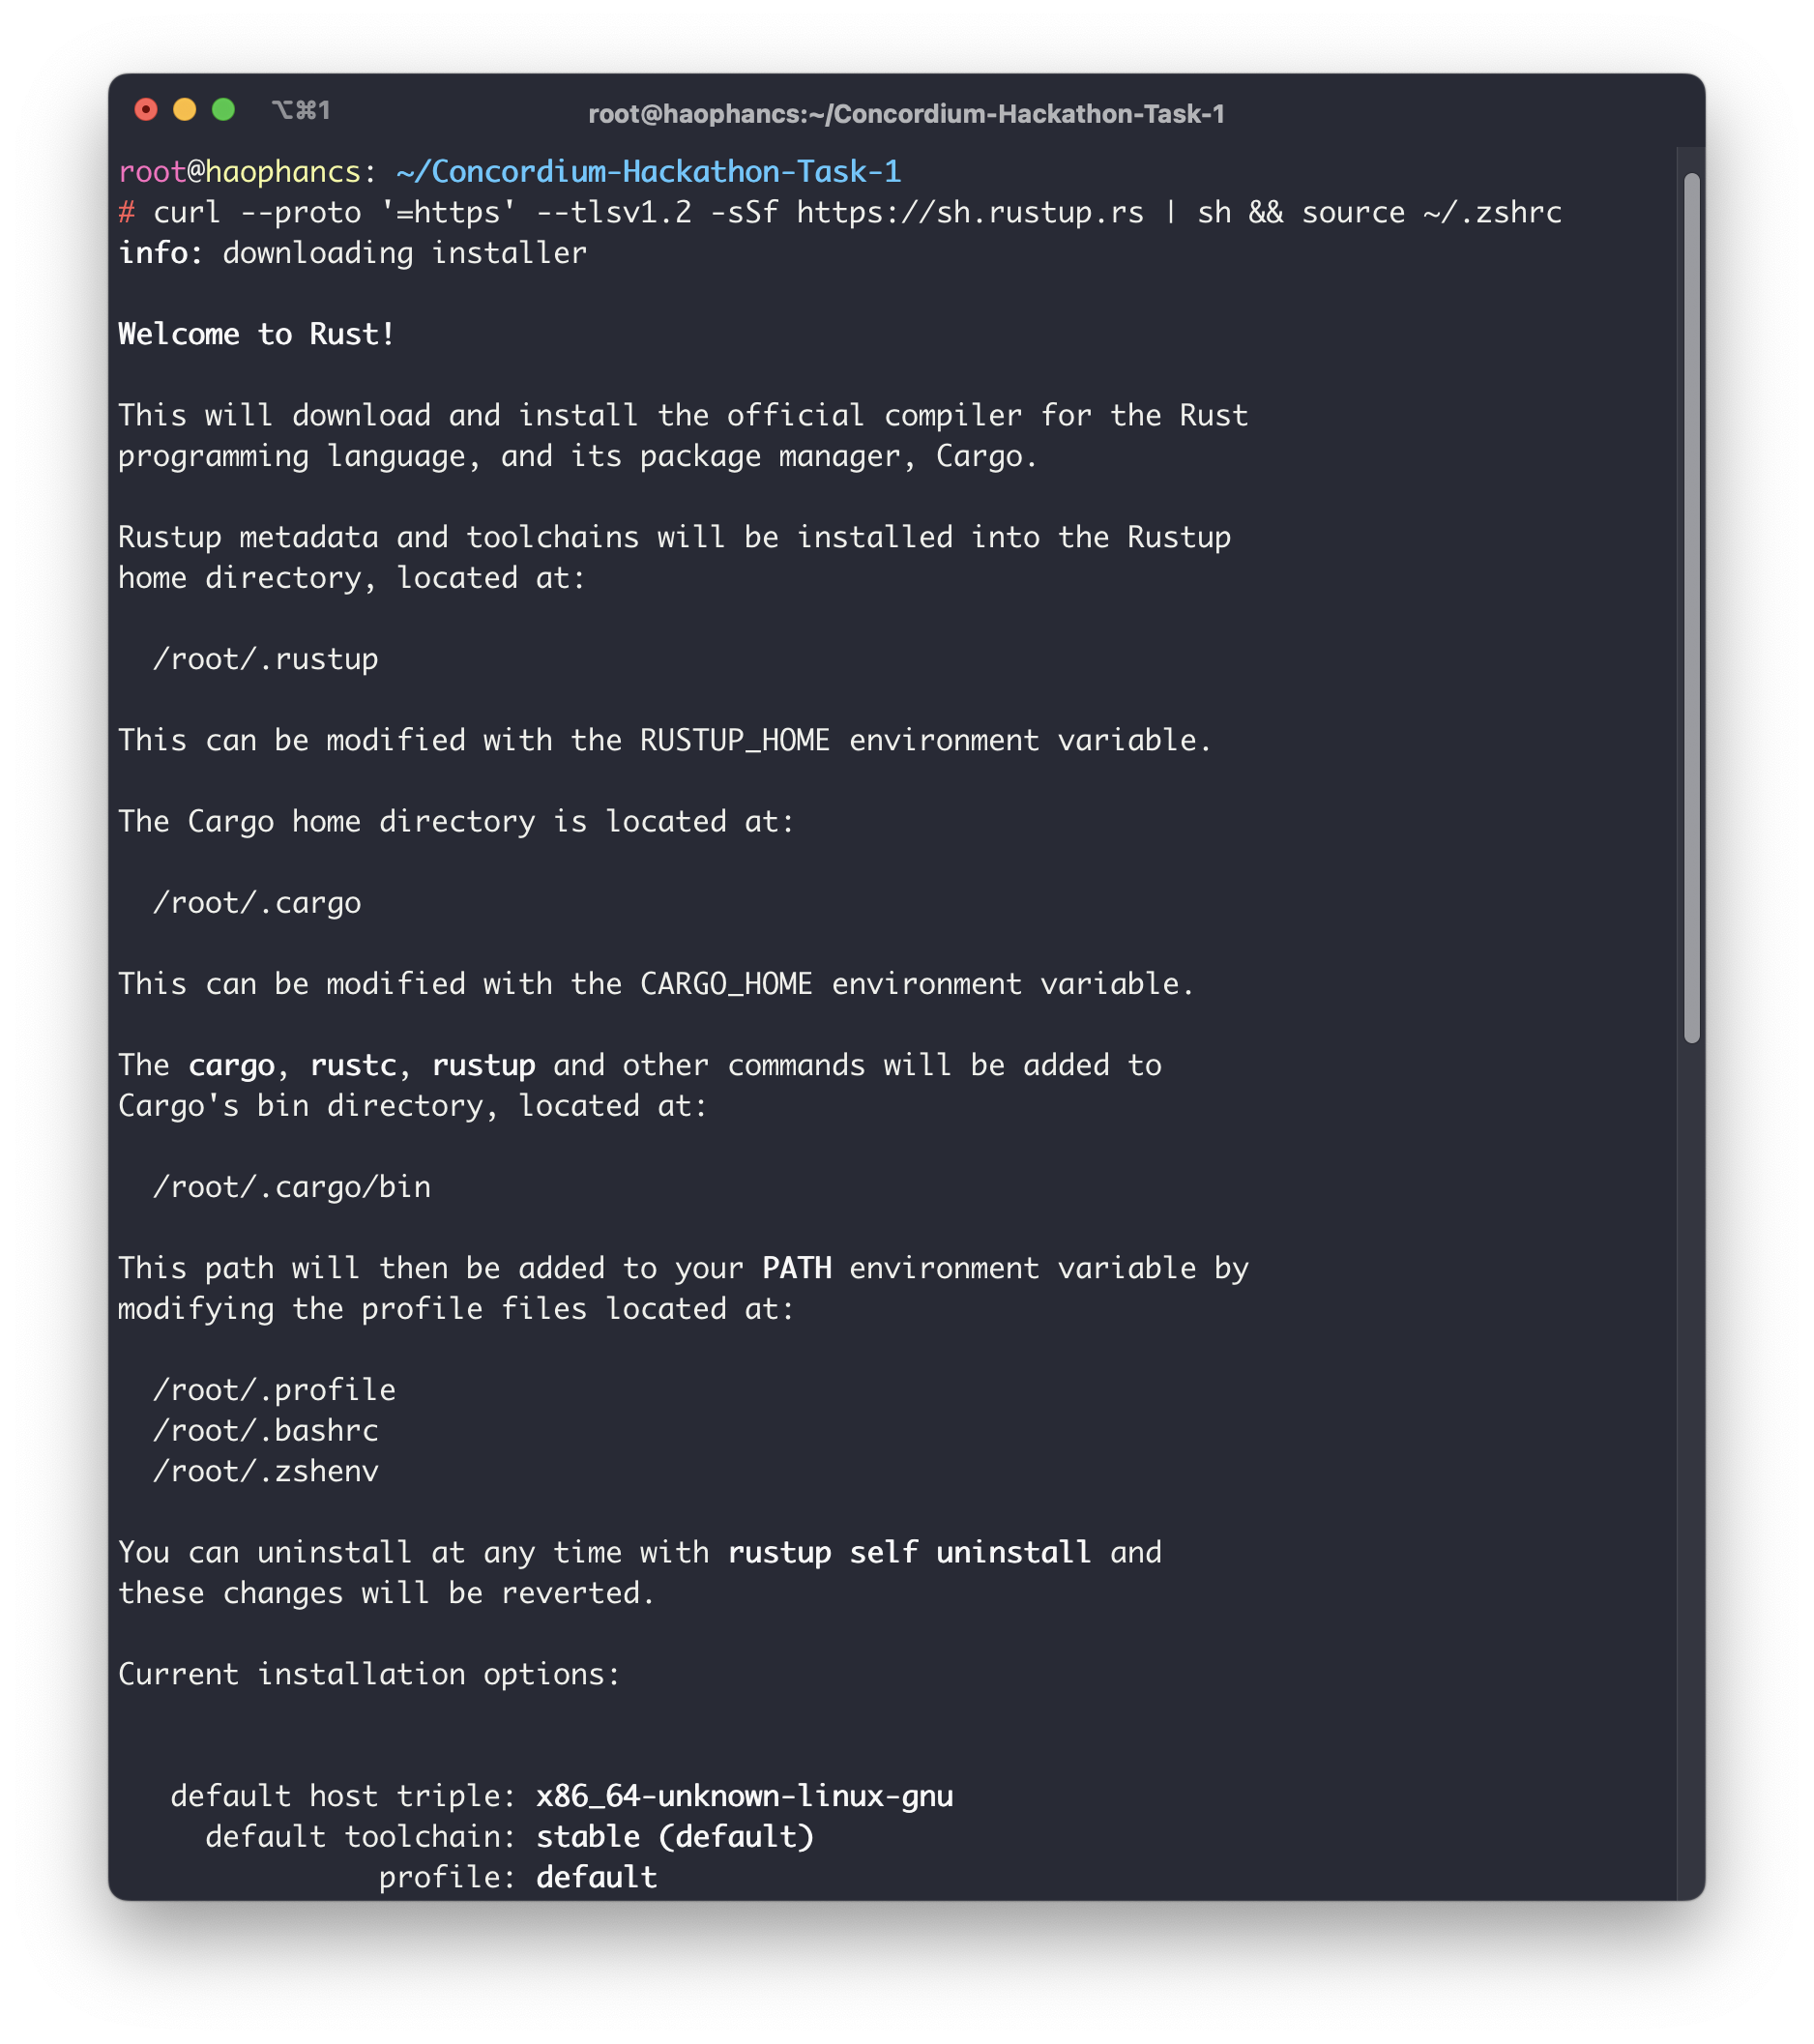 ⌥⌘1
root@haophancs:~/Concordium-Hackathon-Task-1
root@haophancs: ~/Concordium-Hackathon-Task-1
# curl --proto '=https' --tlsv1.2 -sSf https://sh.rustup.rs | sh && source ~/.zshrc
info: downloading installer
Welcome to Rust!
This will download and install the official compiler for the Rust
programming language, and its package manager, Cargo.
Rustup metadata and toolchains will be installed into the Rustup
home directory, located at:
/root/.rustup
This can be modified with the RUSTUP_HOME environment variable.
The Cargo home directory is located at:
/root/.cargo
This can be modified with the CARGO_HOME environment variable.
The cargo, rustc, rustup and other commands will be added to
Cargo's bin directory, located at:
/root/.cargo/bin
This path will then be added to your PATH environment variable by
modifying the profile files located at:
/root/.profile
/root/.bashrc
/root/.zshenv
You can uninstall at any time with rustup self uninstall and
these changes will be reverted.
Current installation options:
default host triple: x86_64-unknown-linux-gnu
default toolchain: stable (default)
profile: default